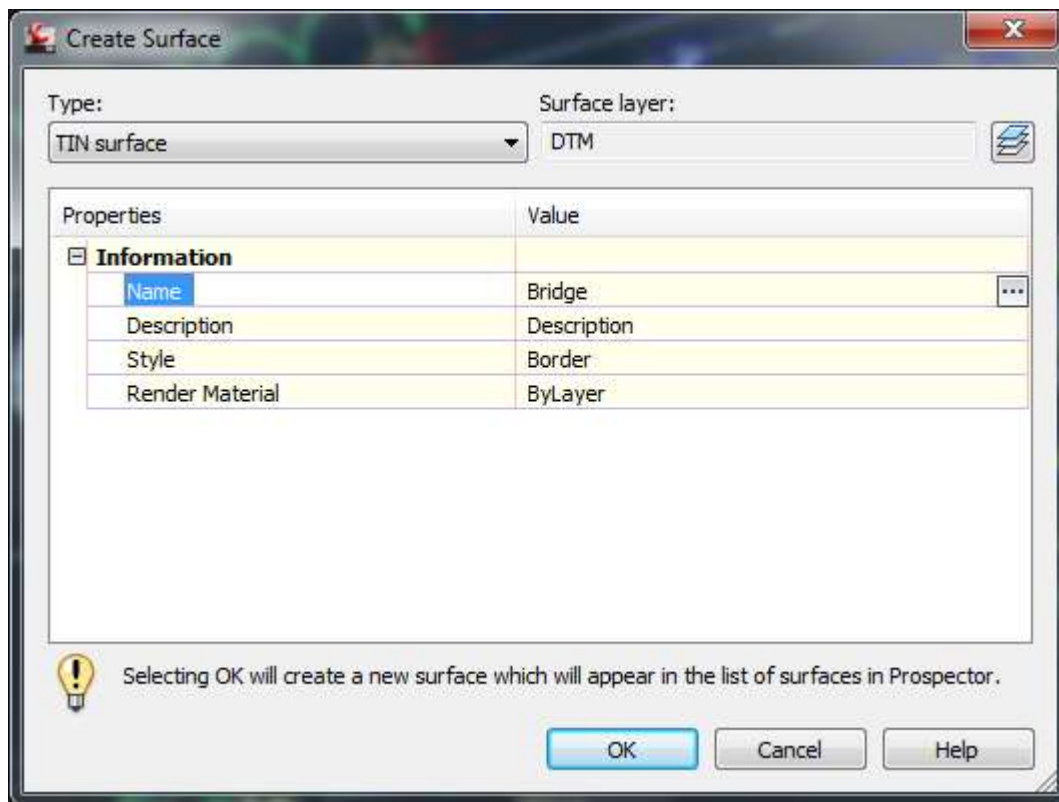 Create Surface
Type:
Surface layer:
TIN surface
DTM
Properties Value
Information
Name Bridge
Description Description
Style Border
Render Material ByLayer
Selecting OK will create a new surface which will appear in the list of surfaces in Prospector.
OK Cancel Help